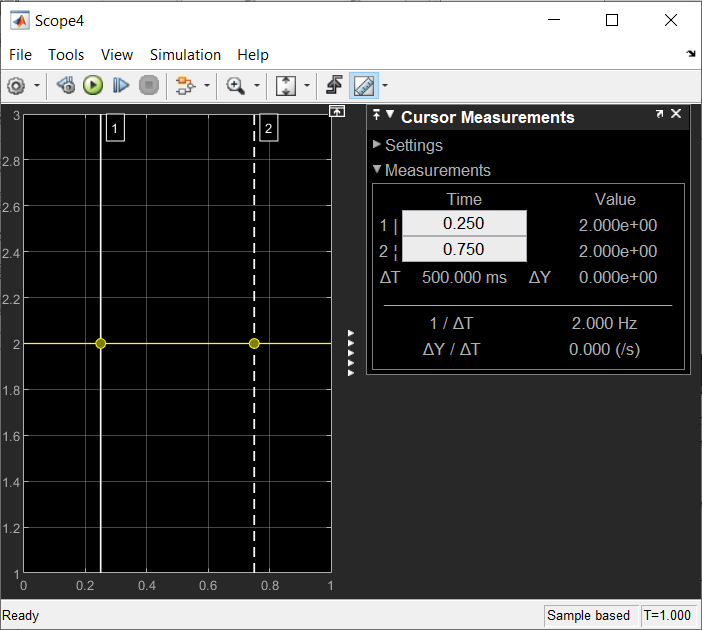 Scope4
File Tools View Simulation Help
Cursor Measurements
Settings
Measurements
Time Value
1 | 0.250 2.000e+00
2 ¦ 0.750 2.000e+00
ΔT 500.000 ms ΔY 0.000e+00
1 / ΔT 2.000 Hz
ΔY / ΔT 0.000 (/s)
1 2
3
2.8
2.6
2.4
2.2
2
1.8
1.6
1.4
1.2
1
0 0.2 0.4 0.6 0.8 1
Ready Sample based T=1.000